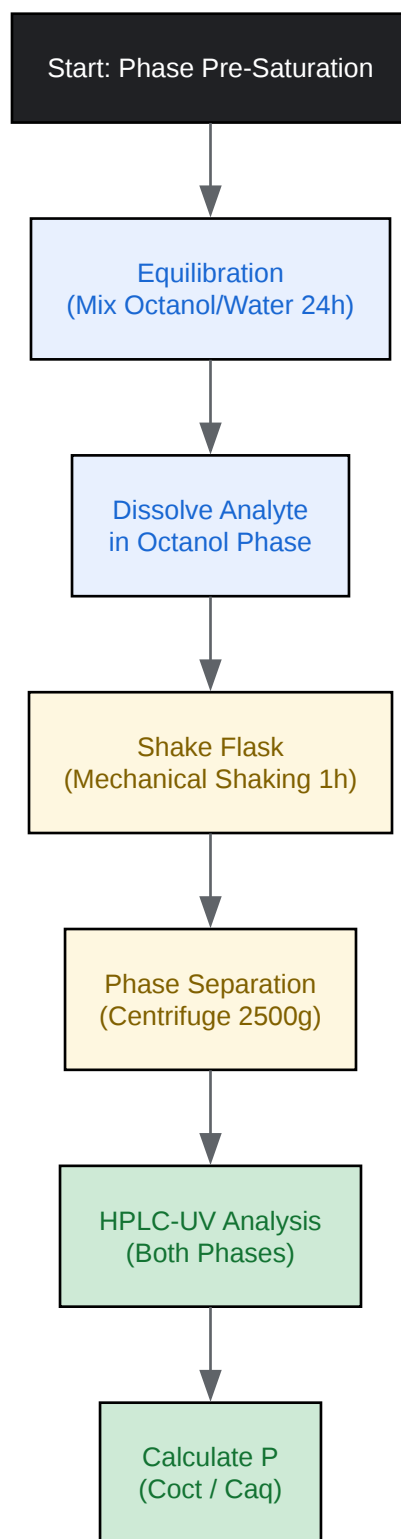 Start: Phase Pre-Saturation
Equilibration
(Mix Octanol/Water 24h)
Dissolve Analyte
in Octanol Phase
Shake Flask
(Mechanical Shaking 1h)
Phase Separation
(Centrifuge 2500g)
HPLC-UV Analysis
(Both Phases)
Calculate P
(Coct / Caq)